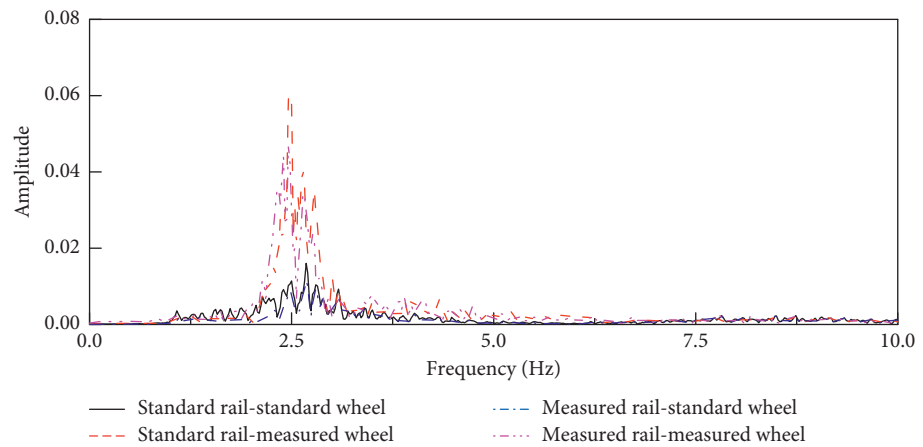 0.08
0.06
0.04
0.02
0.00
Amplitude
0.0 2.5 5.0 7.5 10.0
Frequency (Hz)
Standard rail-standard wheel Measured rail-standard wheel
Standard rail-measured wheel Measured rail-measured wheel